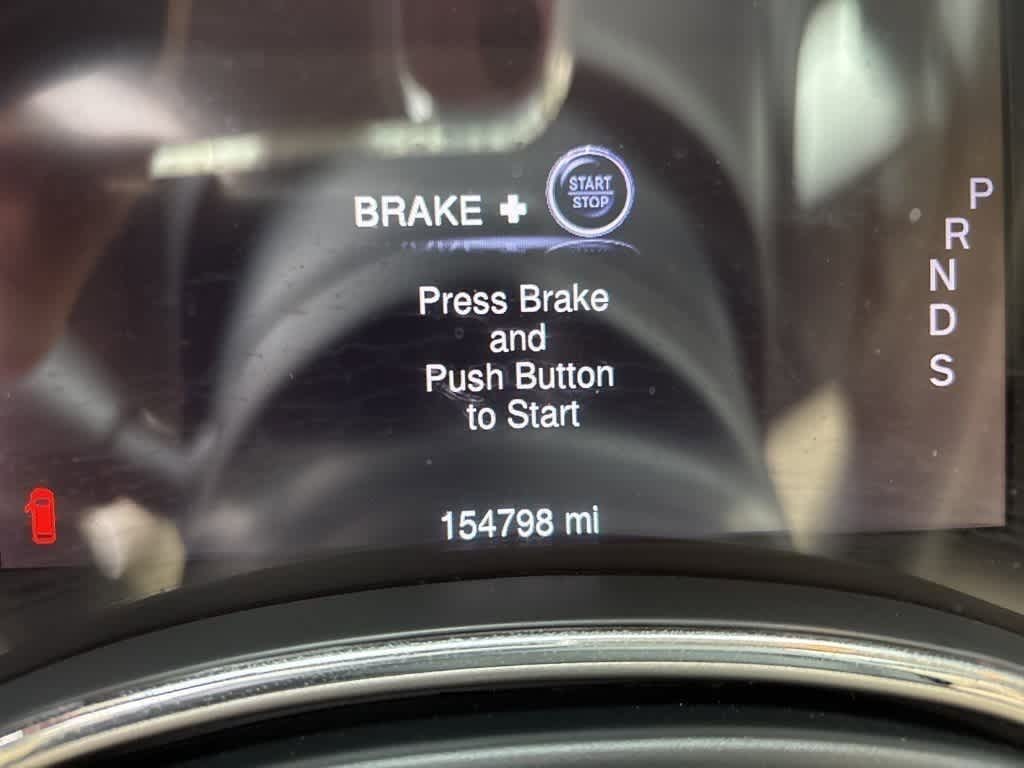 BRAKE + START
STOP
Press Brake
and
Push Button
to Start
154798 mi
P
R
N
D
S